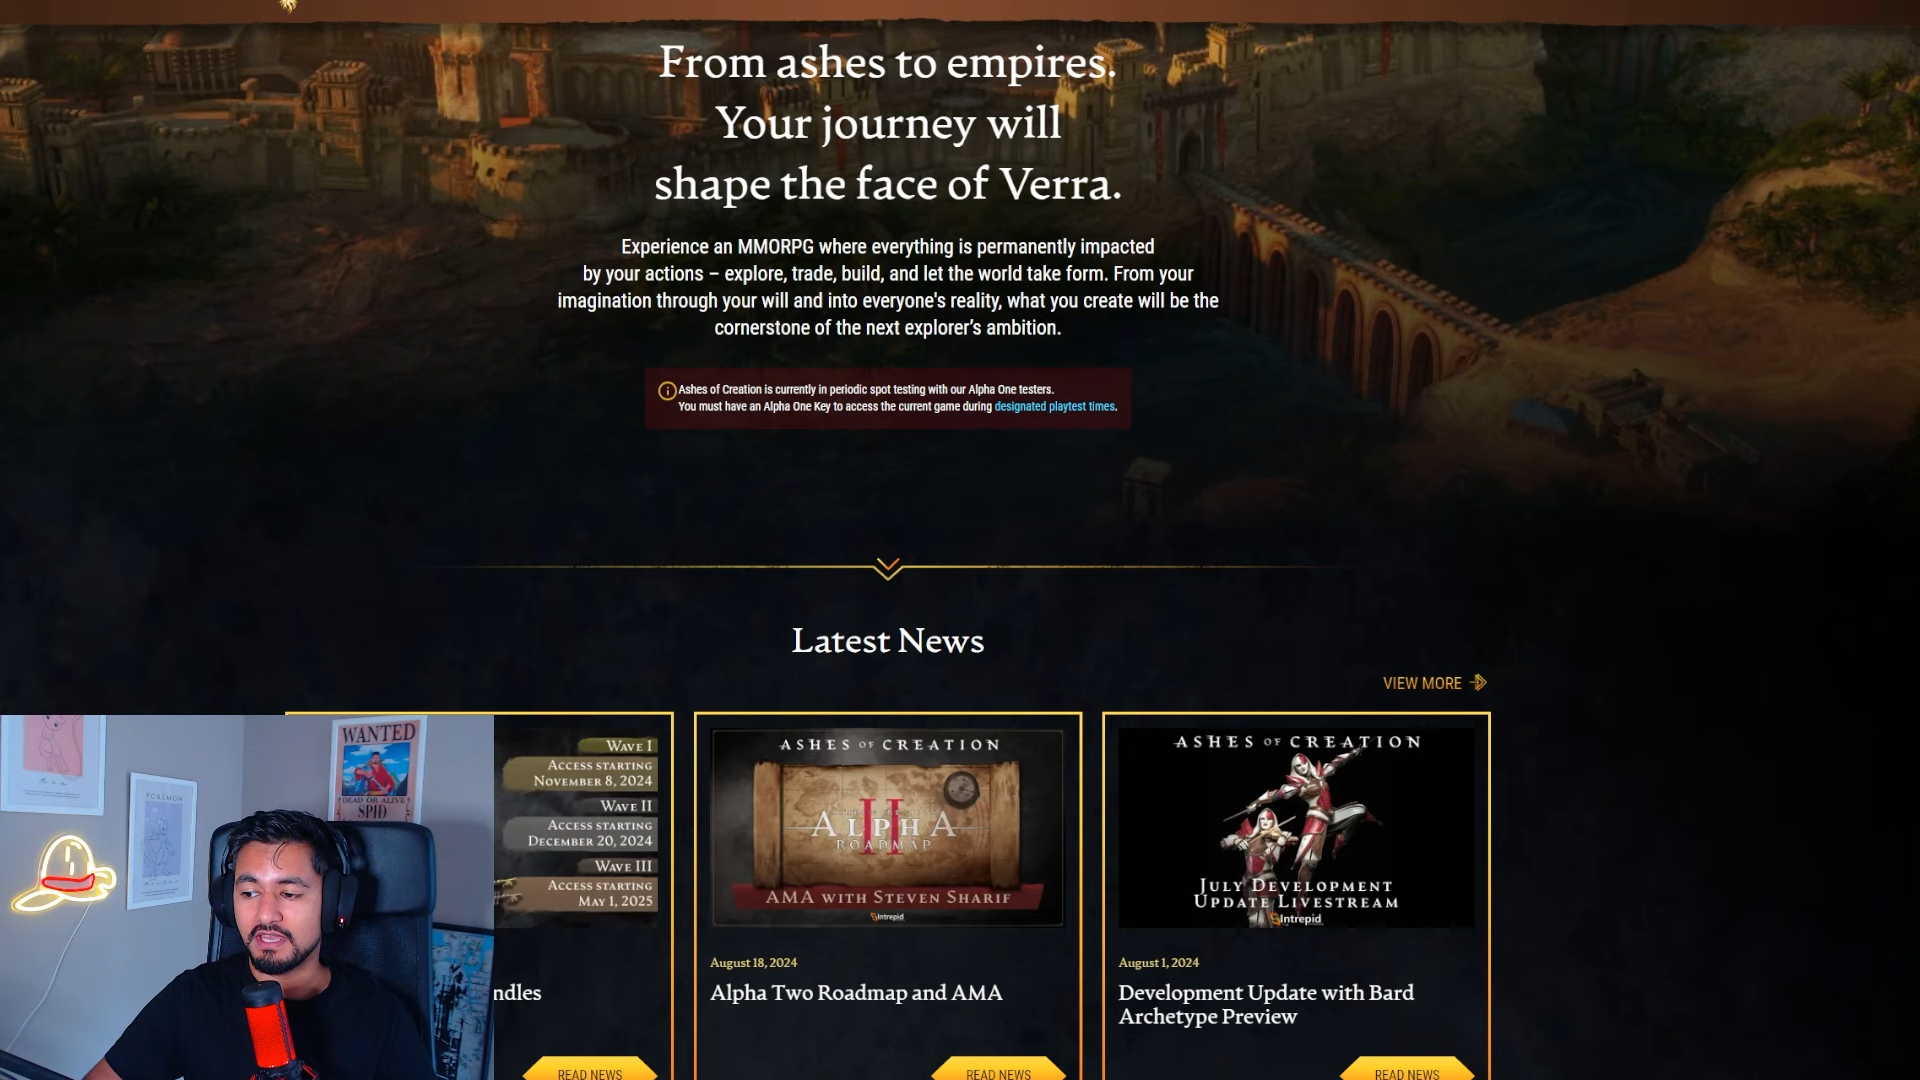 From ashes to empires.
Your journey will
shape the face of Verra.
Experience an MMORPG where everything is permanently impacted
by your actions – explore, trade, build, and let the world take form. From your
imagination through your will and into everyone's reality, what you create will be the
cornerstone of the next explorer’s ambition.
Ashes of Creation is currently in periodic spot testing with our Alpha One testers.
You must have an Alpha One Key to access the current game during designated playtest times.
Latest News
VIEW MORE
WAVE I
ACCESS STARTING
NOVEMBER 8, 2024
WAVE II
ACCESS STARTING
DECEMBER 20, 2024
WAVE III
ACCESS STARTING
MAY 1, 2025
ndles
READ NEWS
ASHES OF CREATION
ALPHA
II
ROADMAP
AMA WITH STEVEN SHARIF
Intrepid
August 18, 2024
Alpha Two Roadmap and AMA
READ NEWS
ASHES OF CREATION
JULY DEVELOPMENT
UPDATE LIVESTREAM
Intrepid
August 1, 2024
Development Update with Bard
Archetype Preview
READ NEWS
WANTED
DEAD OR ALIVE
SPID
POKÉMON